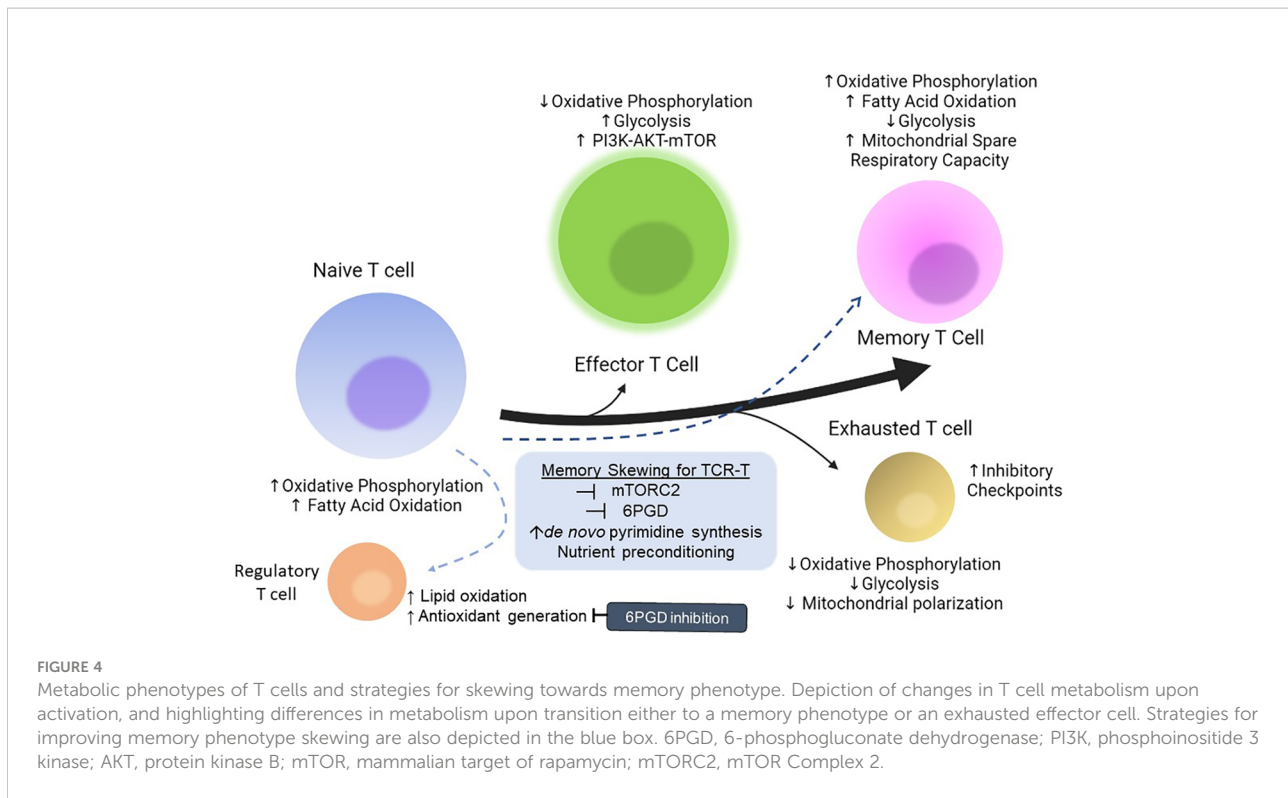 ↓Oxidative Phosphorylation
↑Glycolysis
↑ PI3K-AKT-mTOR
↑Oxidative Phosphorylation
↑ Fatty Acid Oxidation
↓Glycolysis
↑ Mitochondrial Spare
Respiratory Capacity
Naive T cell
Effector T Cell
Memory T Cell
Exhausted T cell
↑Inhibitory
Checkpoints
↑Oxidative Phosphorylation
↑ Fatty Acid Oxidation
Memory Skewing for TCR-T
mTORC2
6PGD
↑de novo pyrimidine synthesis
Nutrient preconditioning
↓Oxidative Phosphorylation
↓Glycolysis
↓ Mitochondrial polarization
Regulatory
T cell
↑ Lipid oxidation
↑ Antioxidant generation
6PGD inhibition
FIGURE 4
Metabolic phenotypes of T cells and strategies for skewing towards memory phenotype. Depiction of changes in T cell metabolism upon
activation, and highlighting differences in metabolism upon transition either to a memory phenotype or an exhausted effector cell. Strategies for
improving memory phenotype skewing are also depicted in the blue box. 6PGD, 6-phosphogluconate dehydrogenase; PI3K, phosphoinositide 3
kinase; AKT, protein kinase B; mTOR, mammalian target of rapamycin; mTORC2, mTOR Complex 2.